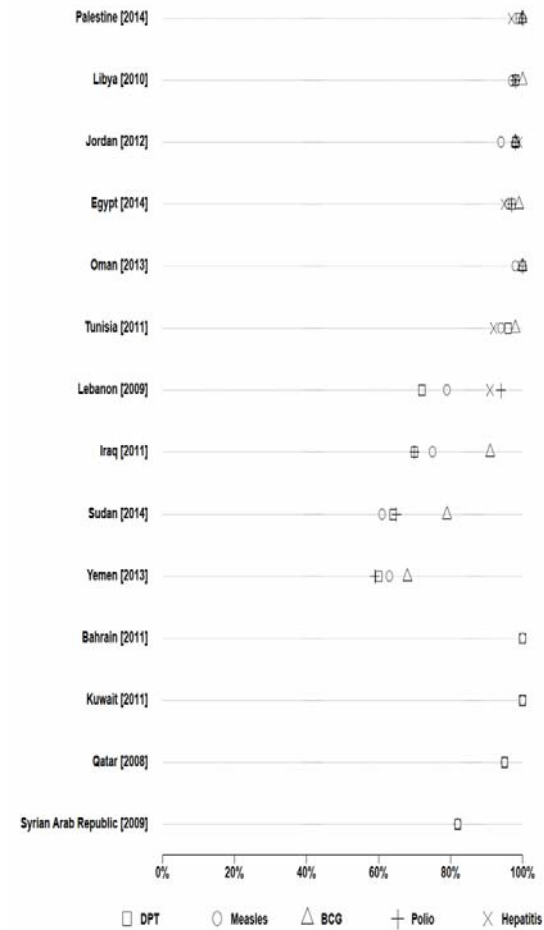 Palestine [2014]
Libya [2010]
Jordan [2012]
Egypt [2014]
Oman [2013]
Tunisia [2011]
Lebanon [2009]
Iraq [2011]
Sudan [2014]
Yemen [2013]
Bahrain [2011]
Kuwait [2011]
Qatar [2008]
Syrian Arab Republic [2009]
0% 20% 40% 60% 80% 100%
DPT Measles BCG Polio Hepatitis